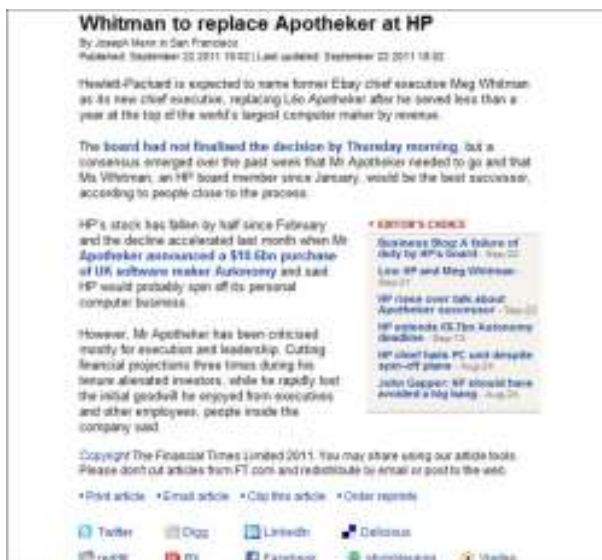 Whitman to replace Apotheker at HP
By Joseph Menn in San Francisco
Published: September 22 2011 | Last updated: September 22 2011
Hewlett-Packard is expected to name former Ebay chief executive Meg Whitman
as its new chief executive, replacing Léo Apotheker after he served less than a
year at the top of the world's largest computer maker by revenue.
The board had not finalised the decision by Thursday morning, but a
consensus emerged over the past week that Mr Apotheker needed to go and that
Ms Whitman, an HP board member since January, would be the best successor,
according to people close to the process.
HP's stock has fallen by half since February
and the decline accelerated last month when Mr
Apotheker announced a purchase
of UK software maker Autonomy and said
HP would probably spin off its personal
computer business.
However, Mr Apotheker has been criticised
mostly for execution and leadership. Cutting
financial projections three times during his
tenure alienated investors, while he rapidly lost
the initial goodwill he enjoyed from executives
and other employees, people inside the
company said.
EDITOR'S CHOICE
Business Blog: A failure of
duty by HP's board -
HP and Meg Whitman -
HP rises over talk about
Apotheker successor -
HP extends Autonomy
deadline -
HP chief hails PC unit despite
spin-off plans -
John Gapper: HP should have
avoided a big bang -
Copyright The Financial Times Limited 2011. You may share using our article tools.
Please don't cut articles from FT.com and redistribute by email or post to the web.
Print article Email article Clip this article Order reprints
Twitter Digg LinkedIn Delicious
reddit Facebook stumbleupon Viadeo